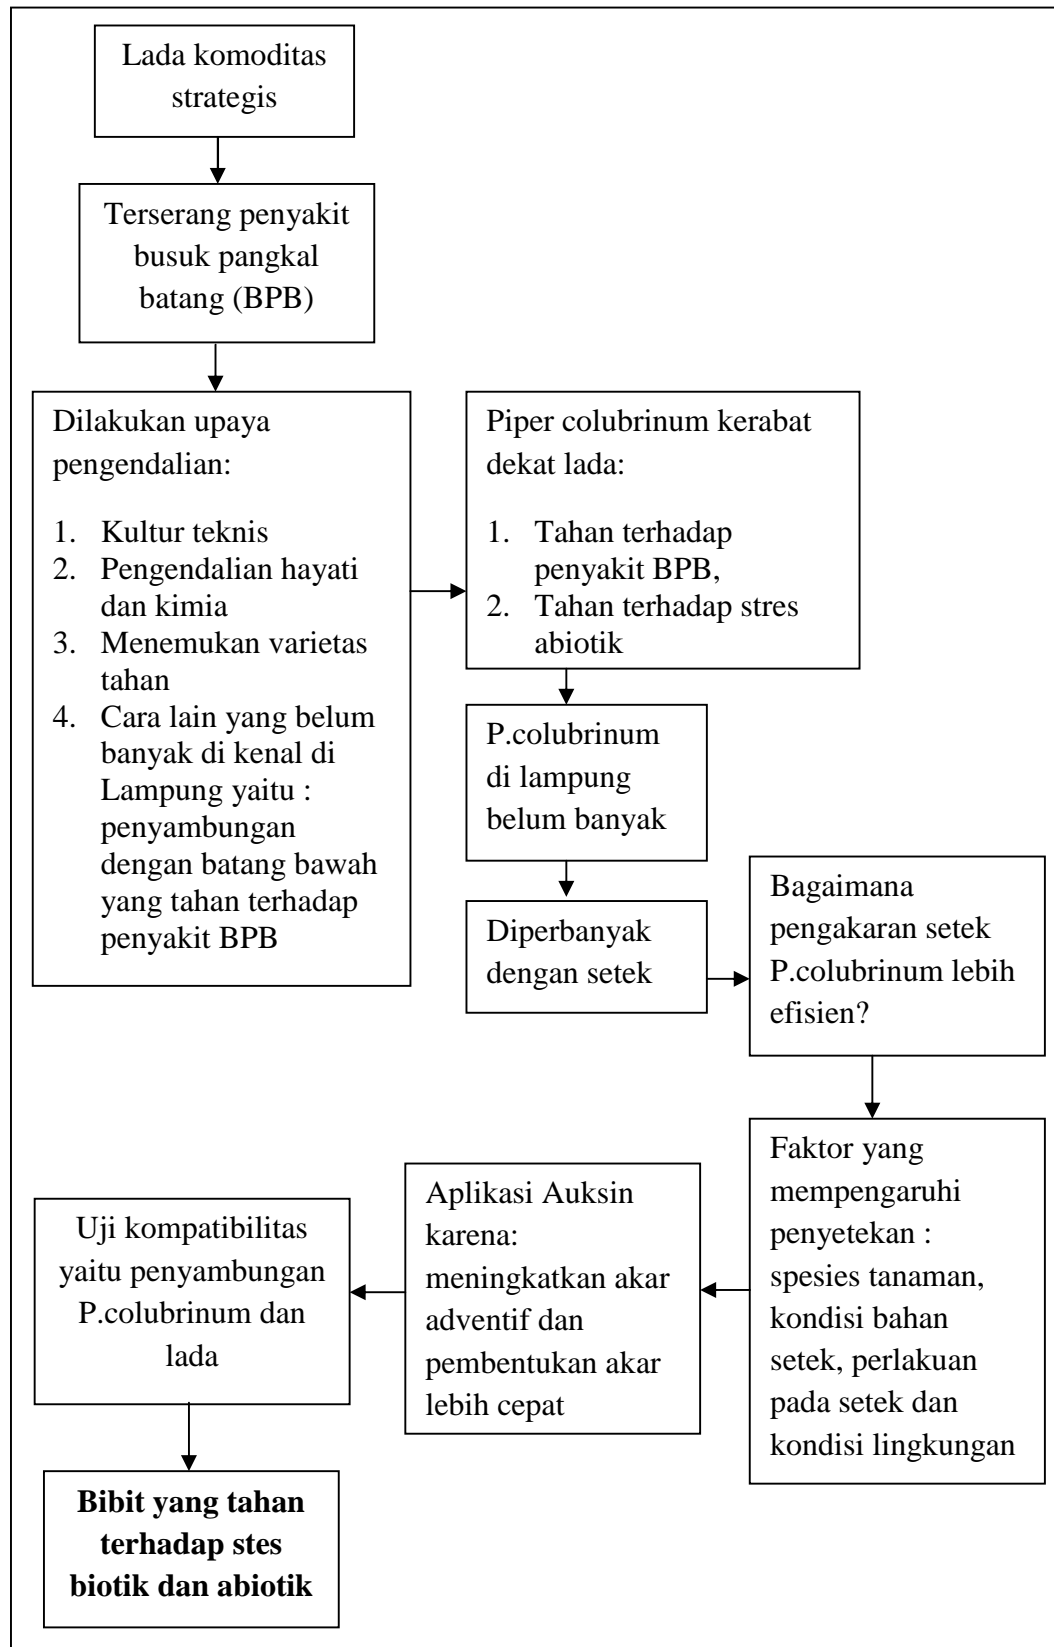 Lada komoditas
strategis
Terserang penyakit
busuk pangkal
batang (BPB)
Dilakukan upaya
pengendalian:
1. Kultur teknis
2. Pengendalian hayati
dan kimia
3. Menemukan varietas
tahan
4. Cara lain yang belum
banyak di kenal di
Lampung yaitu :
penyambungan
dengan batang bawah
yang tahan terhadap
penyakit BPB
Piper colubrinum kerabat
dekat lada:
1. Tahan terhadap
penyakit BPB,
2. Tahan terhadap stres
abiotik
P.colubrinum
di lampung
belum banyak
Diperbanyak
dengan setek
Bagaimana
pengakaran setek
P.colubrinum lebih
efisien?
Faktor yang
mempengaruhi
penyetekan :
spesies tanaman,
kondisi bahan
setek, perlakuan
pada setek dan
kondisi lingkungan
Aplikasi Auksin
karena:
meningkatkan akar
adventif dan
pembentukan akar
lebih cepat
Uji kompatibilitas
yaitu penyambungan
P.colubrinum dan
lada
Bibit yang tahan
terhadap stes
biotik dan abiotik